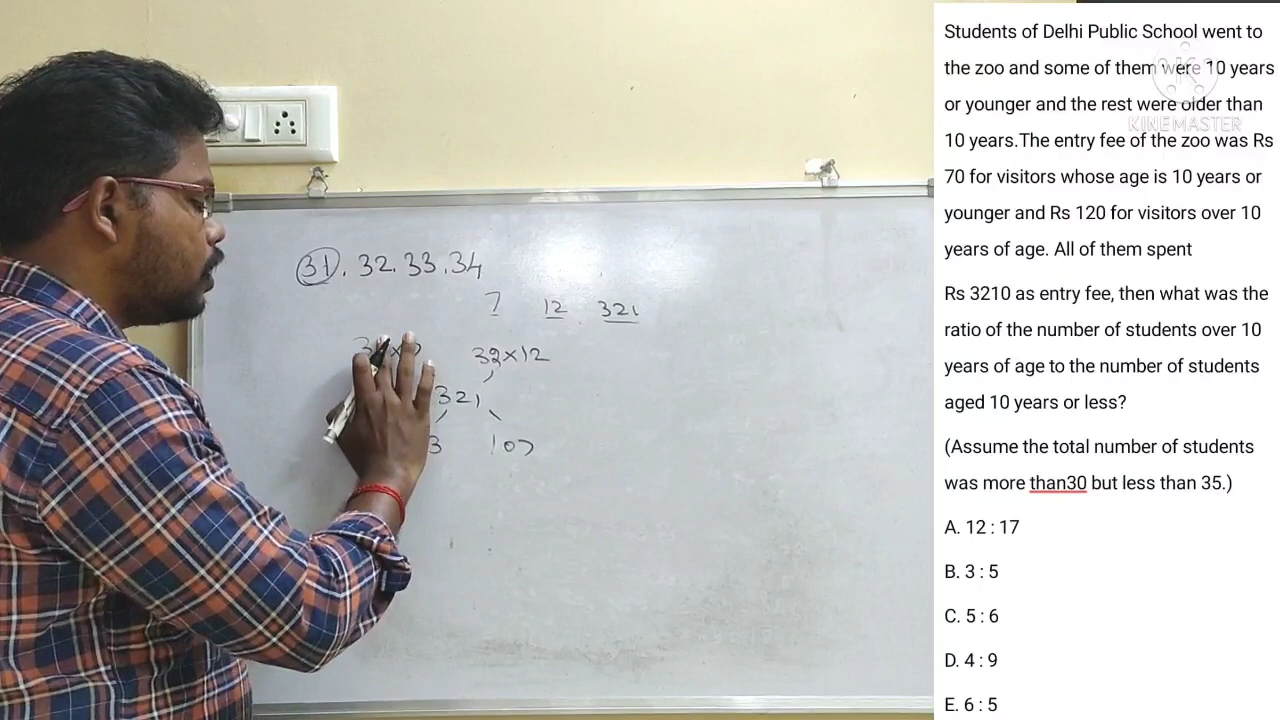 Students of Delhi Public School went to
the zoo and some of them were 10 years
or younger and the rest were older than
10 years.The entry fee of the zoo was Rs
70 for visitors whose age is 10 years or
younger and Rs 120 for visitors over 10
years of age. All of them spent
Rs 3210 as entry fee, then what was the
ratio of the number of students over 10
years of age to the number of students
aged 10 years or less?
(Assume the total number of students
was more than30 but less than 35.)
A. 12 : 17
B. 3 : 5
C. 5 : 6
D. 4 : 9
E. 6 : 5
KINEMASTER
31. 32. 33. 34
7 12 321
32×12
321
3 107